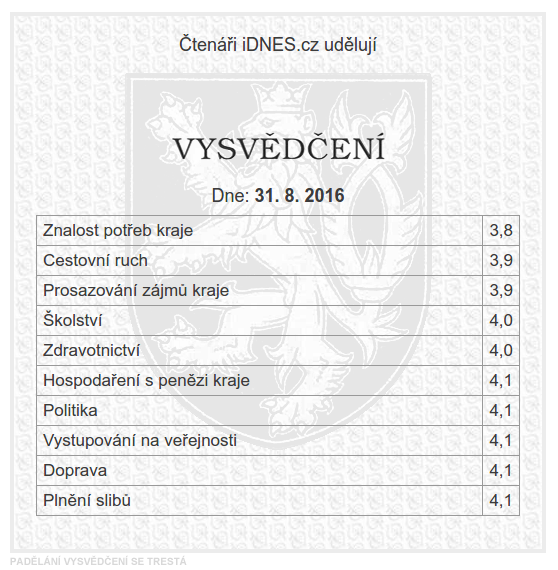 Čtenáři iDNES.cz udělují
VYSVĚDČENÍ
Dne: 31. 8. 2016
Znalost potřeb kraje 3,8
Cestovní ruch 3,9
Prosazování zájmů kraje 3,9
Školství 4,0
Zdravotnictví 4,0
Hospodaření s penězi kraje 4,1
Politika 4,1
Vystupování na veřejnosti 4,1
Doprava 4,1
Plnění slibů 4,1
PADĚLÁNÍ VYSVĚDČENÍ SE TRESTÁ